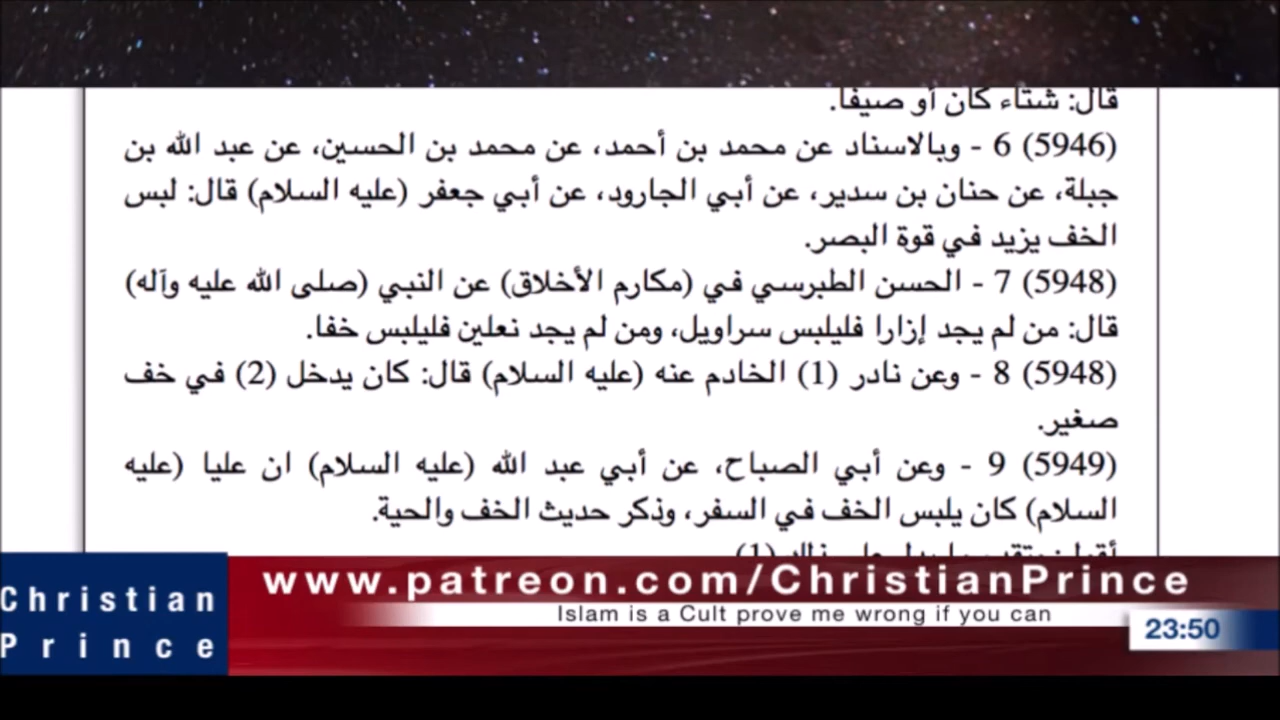 قال: شتاء كان أو صيفا.
(5946) 6 - وبالاسناد عن محمد بن أحمد، عن محمد بن الحسين، عن عبد الله بن
جبلة، عن حنان بن سدير، عن أبي الجارود، عن أبي جعفر (عليه السلام) قال: لبس
الخف يزيد في قوة البصر.
(5948) 7 - الحسن الطبرسي في (مكارم الأخلاق) عن النبي (صلى الله عليه وآله)
قال: من لم يجد إزارا فليلبس سراويل، ومن لم يجد نعلين فليلبس خفا.
(5948) 8 - وعن نادر (1) الخادم عنه (عليه السلام) قال: كان يدخل (2) في خف
صغير.
(5949) 9 - وعن أبي الصباح، عن أبي عبد الله (عليه السلام) ان عليا (عليه
السلام) كان يلبس الخف في السفر، وذكر حديث الخف والحية.
www.patreon.com/ChristianPrince
Islam is a Cult prove me wrong if you can
Christian
Prince
23:50